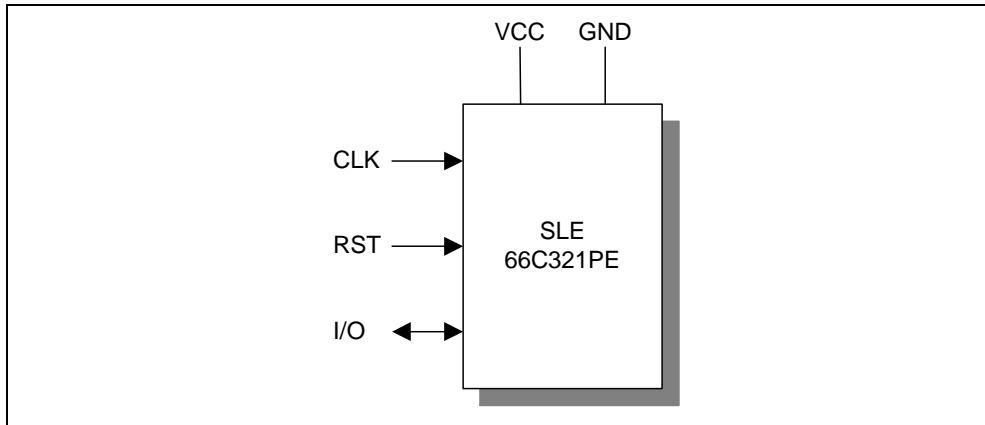 VCC GND
CLK
RST
I/O
SLE
66C321PE